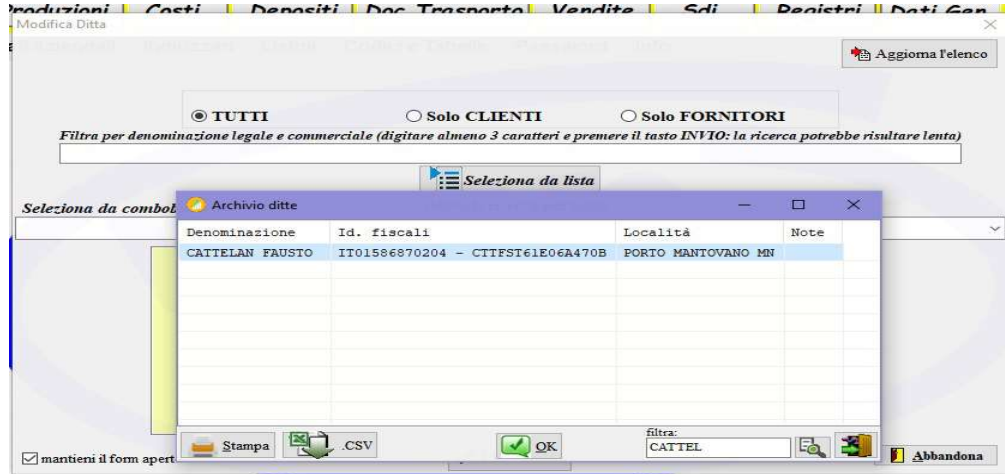 Produzioni Costi Depositi Doc Trasporto Vendite Sdi Registri Dati Gen
Modifica Ditta
Aggiorna l'elenco
TUTTI Solo CLIENTI Solo FORNITORI
Filtra per denominazione legale e commerciale (digitare almeno 3 caratteri e premere il tasto INVIO: la ricerca potrebbe risultare lenta)
Seleziona da lista
Seleziona da combob
Archivio ditte
Denominazione Id. fiscali Località Note
CATTELAN FAUSTO IT01586870204 - CTTFST61E06A470B PORTO MANTOVANO MN
filtra:
Stampa .CSV OK CATTEL
mantieni il form apert Abbandona